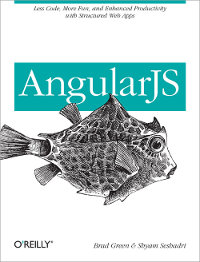 Less Code, More Fun, and Enhanced Productivity
with Structured Web Apps
AngularJS
O'REILLY®
Brad Green & Shyam Seshadri